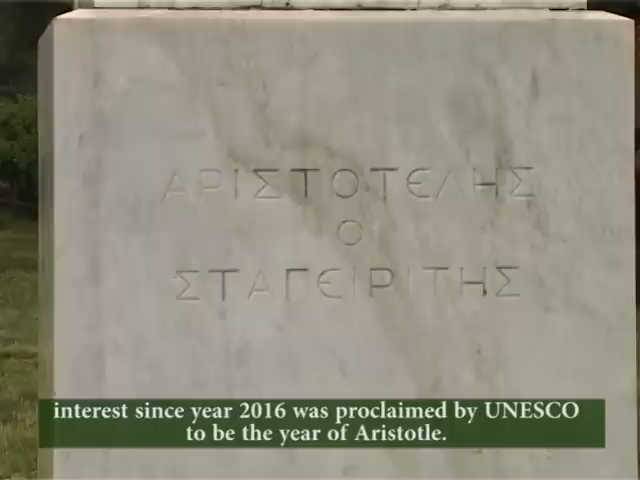 ΑΡΙΣΤΟΤΕΛΗΣ
Ο
ΣΤΑΓΕΙΡΙΤΗΣ
interest since year 2016 was proclaimed by UNESCO
to be the year of Aristotle.